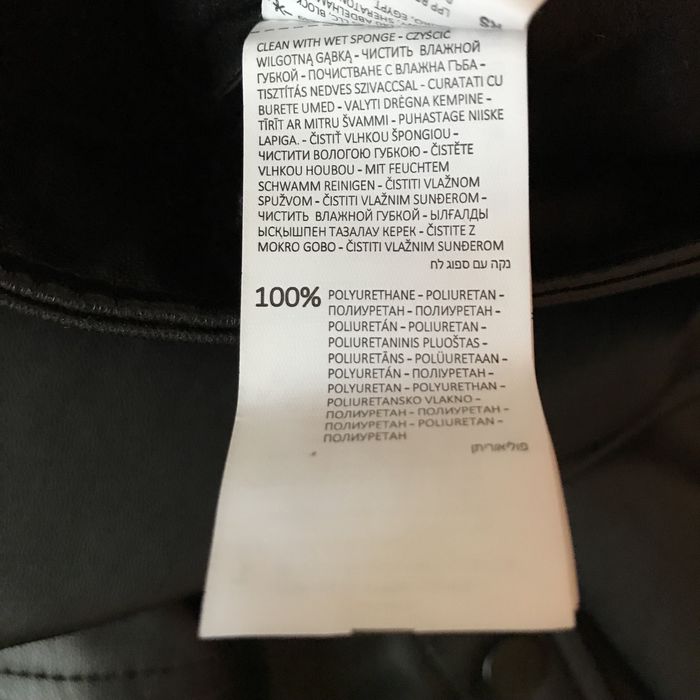 XS
CLEAN WITH WET SPONGE – CZYŚCIĆ
WILGOTNĄ GĄBKĄ – ЧИСТИТЬ ВЛАЖНОЙ
ГУБКОЙ – ПОЧИСТВАНЕ С ВЛАЖНА ГЪБА –
TISZTÍTÁS NEDVES SZIVACCSAL – CURATATI CU
BURETE UMED – VALYTI DRĖGNA KEMPINE –
TĪRĪT AR MITRU ŠVAMMI – PUHASTAGE NIISKE
LAPIGA. – ČISTIŤ VLHKOU ŠPONGIOU –
ЧИСТИТИ ВОЛОГОЮ ГУБКОЮ – ČISTĚTE
VLHKOU HOUBOU – MIT FEUCHTEM
SCHWAMM REINIGEN – ČISTITI VLAŽNOM
SPUŽVOM – ČISTITI VLAŽNIM SUNĐEROM –
ЧИСТИТЬ ВЛАЖНОЙ ГУБКОЙ – ЫЛҒАЛДЫ
ЫСҚЫШПЕН ТАЗАЛАУ КЕРЕК – ČISTITE Z
MOKRO GOBO – ČISTITI VLAŽNIM SUNĐEROM
נקה עם ספוג לח
100% POLYURETHANE – POLIURETAN –
ПОЛИУРЕТАН – ПОЛИУРЕТАН –
POLIURETÁN – POLIURETAN –
POLIURETANINIS PLUOŠTAS –
POLIURETĀNS – POLÜURETAAN –
POLYURETÁN – ПОЛІУРЕТАН –
POLYURETAN – POLYURETHAN –
POLIURETANSKO VLAKNO –
ПОЛИУРЕТАН – ПОЛИУРЕТАН –
ПОЛИУРЕТАН – POLIURETAN –
ПОЛИУРЕТАН
פוליאוריתן